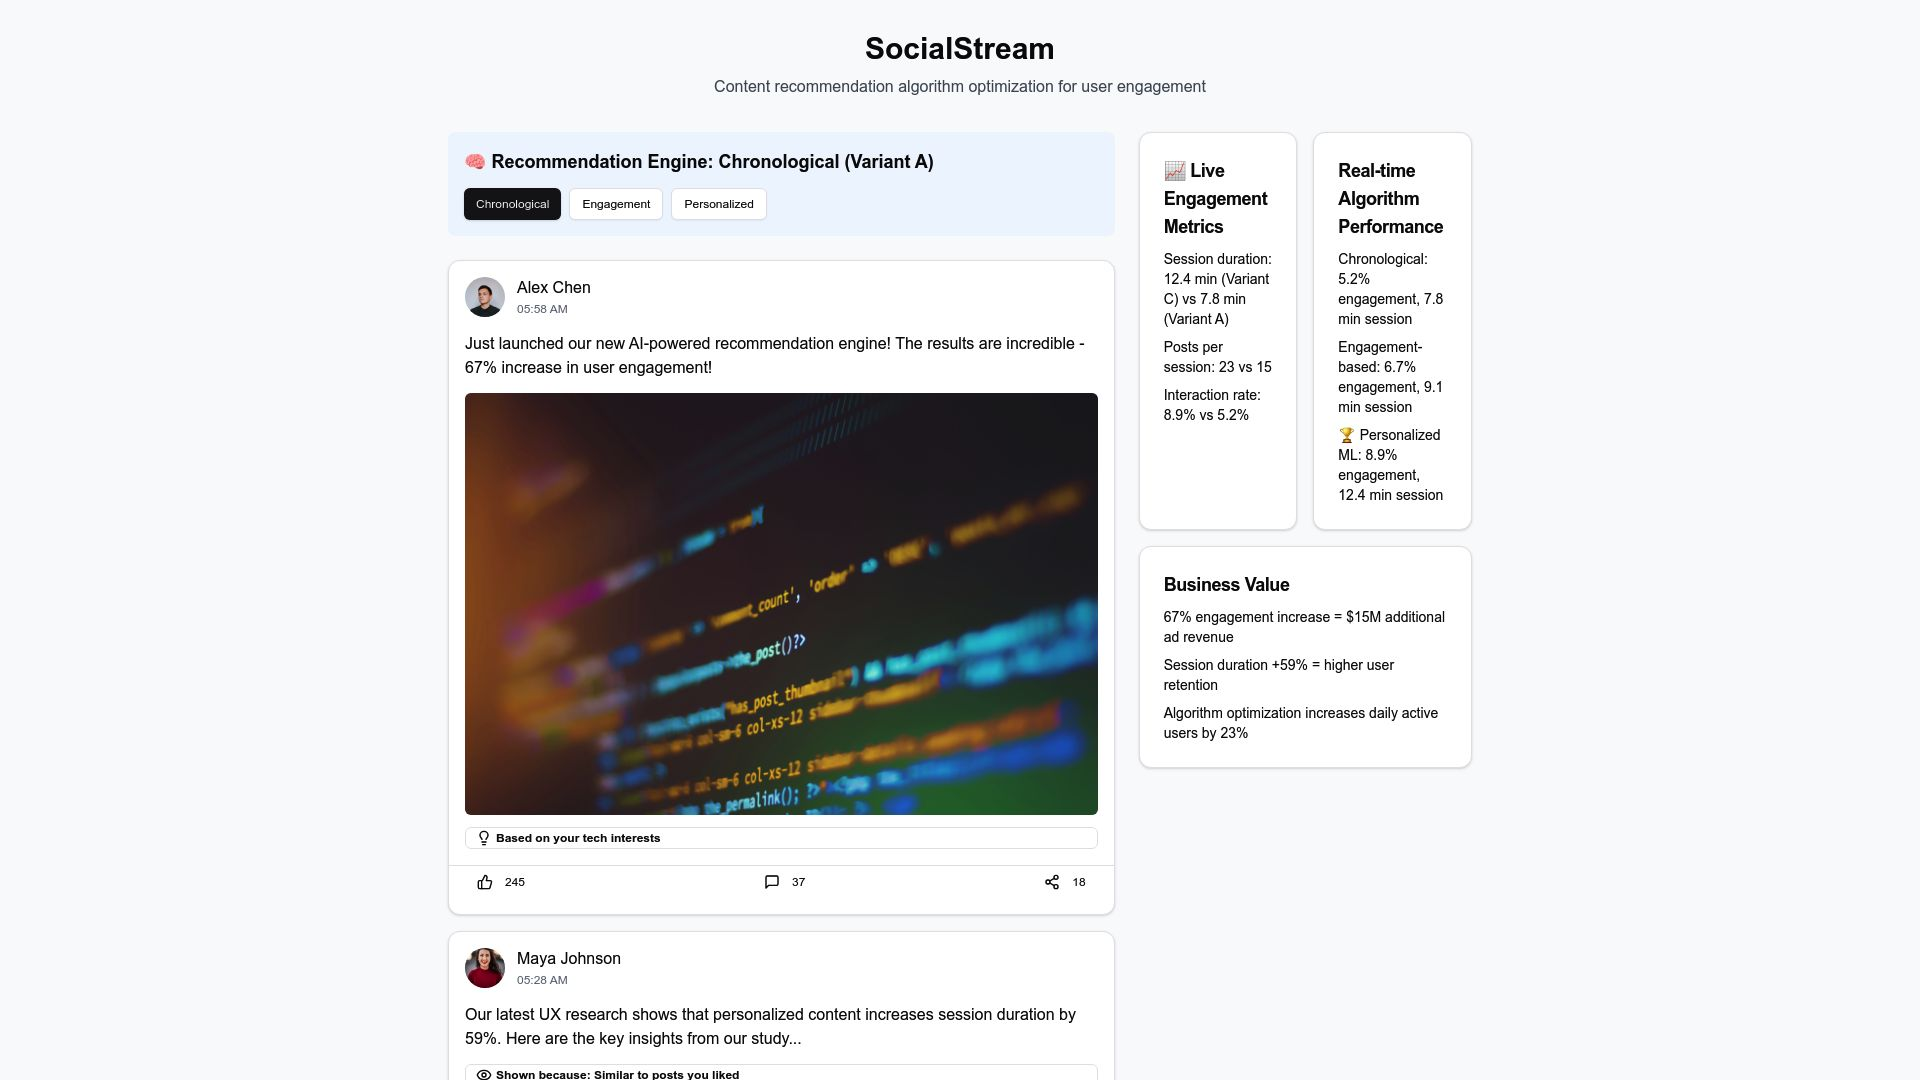 SocialStream
Content recommendation algorithm optimization for user engagement
🧠 Recommendation Engine: Chronological (Variant A)
Chronological
Engagement
Personalized
Alex Chen
05:58 AM
Just launched our new AI-powered recommendation engine! The results are incredible -
67% increase in user engagement!
'order'
the_post()?>
"has_post_thumbnail"
col-sm-6 col-xs-12
col-sm-6 col-xs-12
the_permalink(); ?>
Based on your tech interests
245
37
18
Maya Johnson
05:28 AM
Our latest UX research shows that personalized content increases session duration by
59%. Here are the key insights from our study...
Shown because: Similar to posts you liked
📈 Live
Engagement
Metrics
Session duration:
12.4 min (Variant
C) vs 7.8 min
(Variant A)
Posts per
session: 23 vs 15
Interaction rate:
8.9% vs 5.2%
Real-time
Algorithm
Performance
Chronological:
5.2%
engagement, 7.8
min session
Engagement-
based: 6.7%
engagement, 9.1
min session
🏆 Personalized
ML: 8.9%
engagement,
12.4 min session
Business Value
67% engagement increase = $15M additional
ad revenue
Session duration +59% = higher user
retention
Algorithm optimization increases daily active
users by 23%